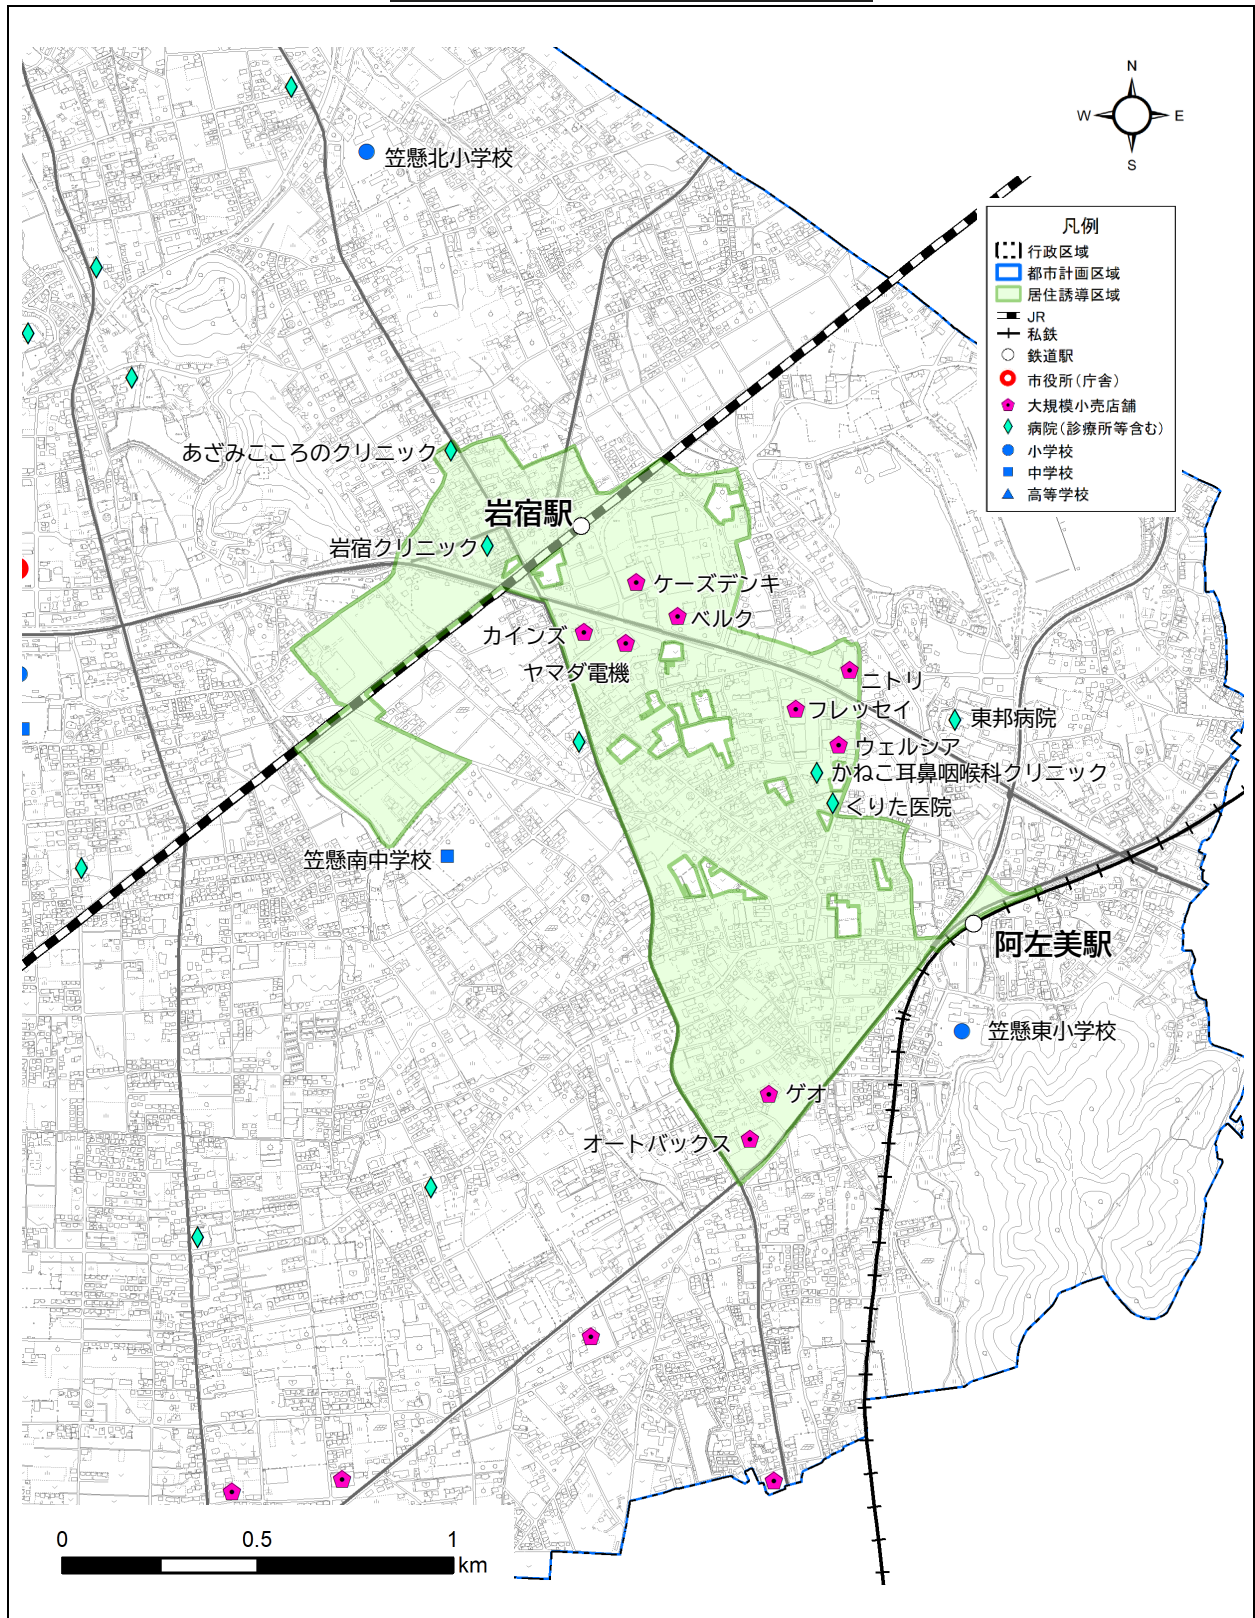 N
W
E
S
笠懸北小学校
凡例
行政区域
都市計画区域
居住誘導区域
JR
私鉄
鉄道駅
市役所(庁舎)
大規模小売店舗
病院(診療所等含む)
小学校
中学校
高等学校
あざみこころのクリニック
岩宿駅
岩宿クリニック
ケーズデンキ
ベルク
カインズ
ヤマダ電機
ニトリ
フレッセイ
東邦病院
ウェルシア
かねこ耳鼻咽喉科クリニック
くりた医院
笠懸南中学校
阿左美駅
笠懸東小学校
ゲオ
オートバックス
0
0.5
1
km